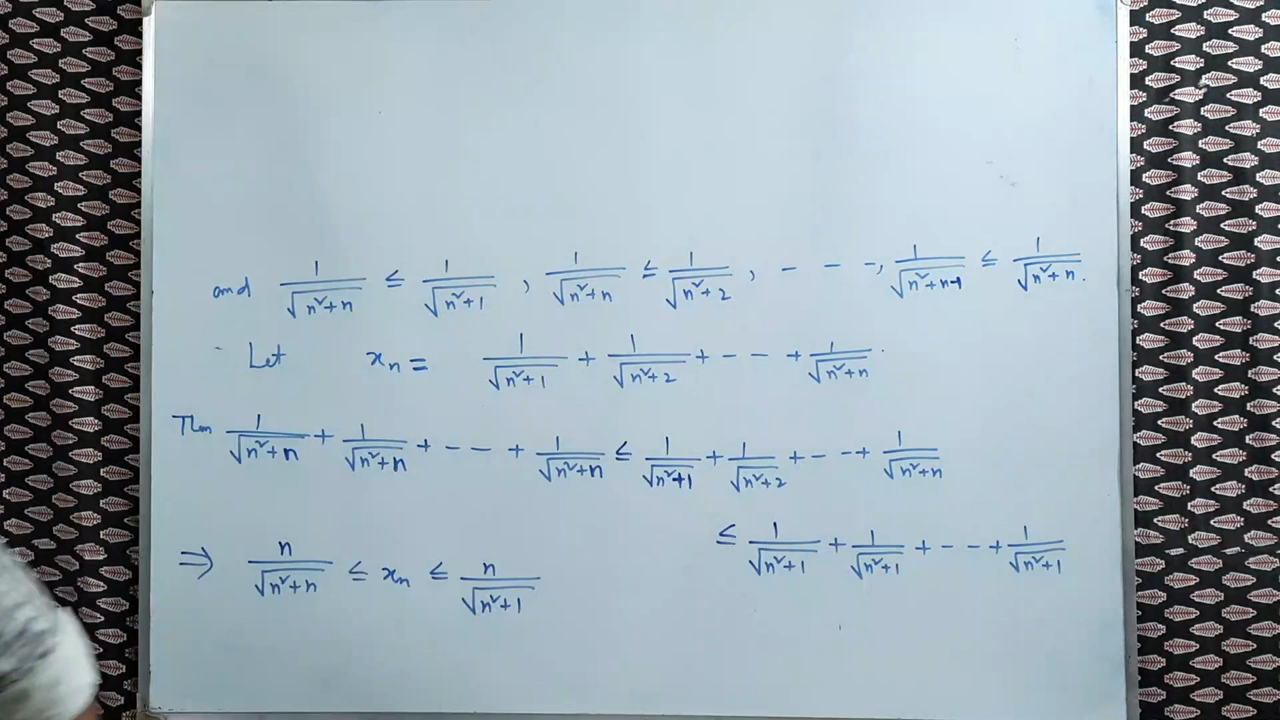 and 1/√(n²+n) ≤ 1/√(n²+1) , 1/√(n²+n) ≤ 1/√(n²+2) , - - -, 1/√(n²+n-1) ≤ 1/√(n²+n) .
Let xₙ = 1/√(n²+1) + 1/√(n²+2) + - - + 1/√(n²+n) .
Then 1/√(n²+n) + 1/√(n²+n) + - - + 1/√(n²+n) ≤ 1/√(n²+1) + 1/√(n²+2) + - - + 1/√(n²+n)
≤ 1/√(n²+1) + 1/√(n²+1) + - - + 1/√(n²+1)
⇒ n/√(n²+n) ≤ xₙ ≤ n/√(n²+1)